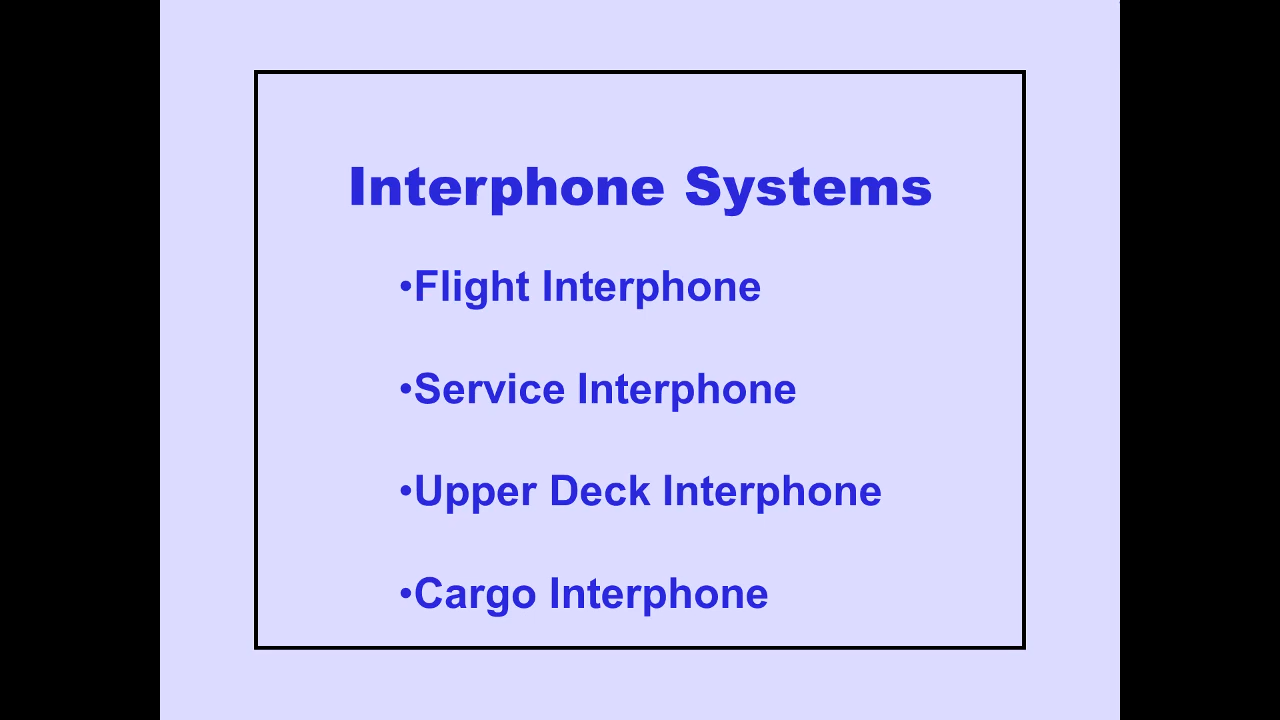 Interphone Systems
•Flight Interphone
•Service Interphone
•Upper Deck Interphone
•Cargo Interphone